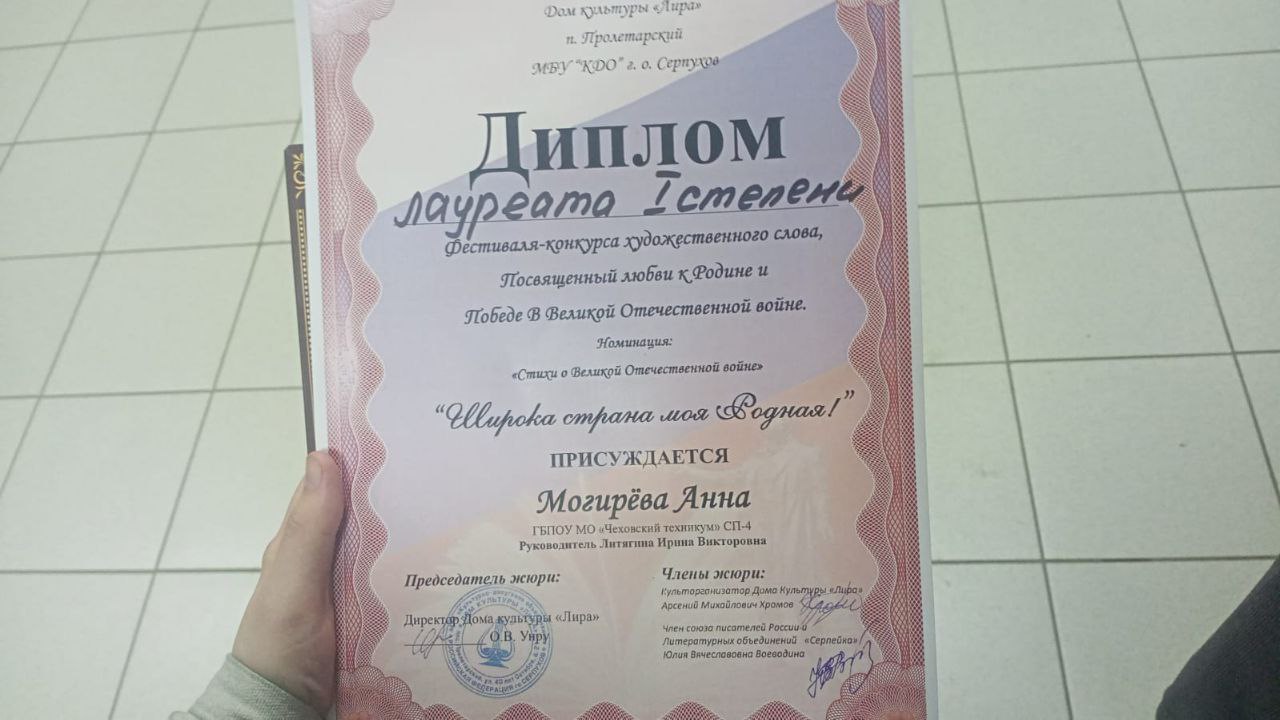 Дом культуры «Лира»
п. Пролетарский
МБУ "КДО" г. о. Серпухов
Диплом
лауреата I степени
Фестиваля-конкурса художественного слова,
Посвященный любви к Родине и
Победе В Великой Отечественной войне.
Номинация:
«Стихи о Великой Отечественной войне»
"Широка страна моя Родная!"
ПРИСУЖДАЕТСЯ
Могирёва Анна
ГБПОУ МО «Чеховский техникум» СП-4
Руководитель Литягина Ирина Викторовна
Председатель жюри:
Директор Дома культуры «Лира»
О.В. Унру
Члены жюри:
Культорганизатор Дома Культуры «Лира»
Арсений Михайлович Хромов
Член союза писателей России и
Литературных объединений «Серпейка»
Юлия Вячеславовна Воеводина